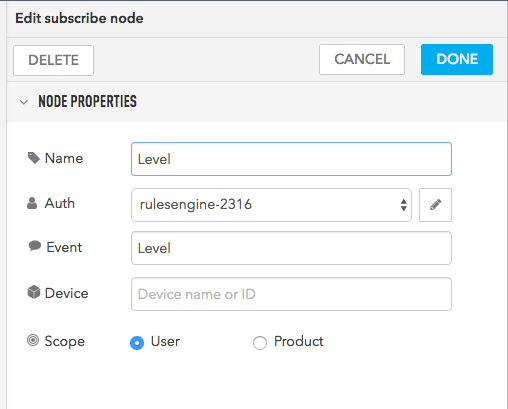 Edit subscribe node
DELETE CANCEL DONE
NODE PROPERTIES
Name Level
Auth rulesengine-2316
Event Level
Device Device name or ID
Scope User Product